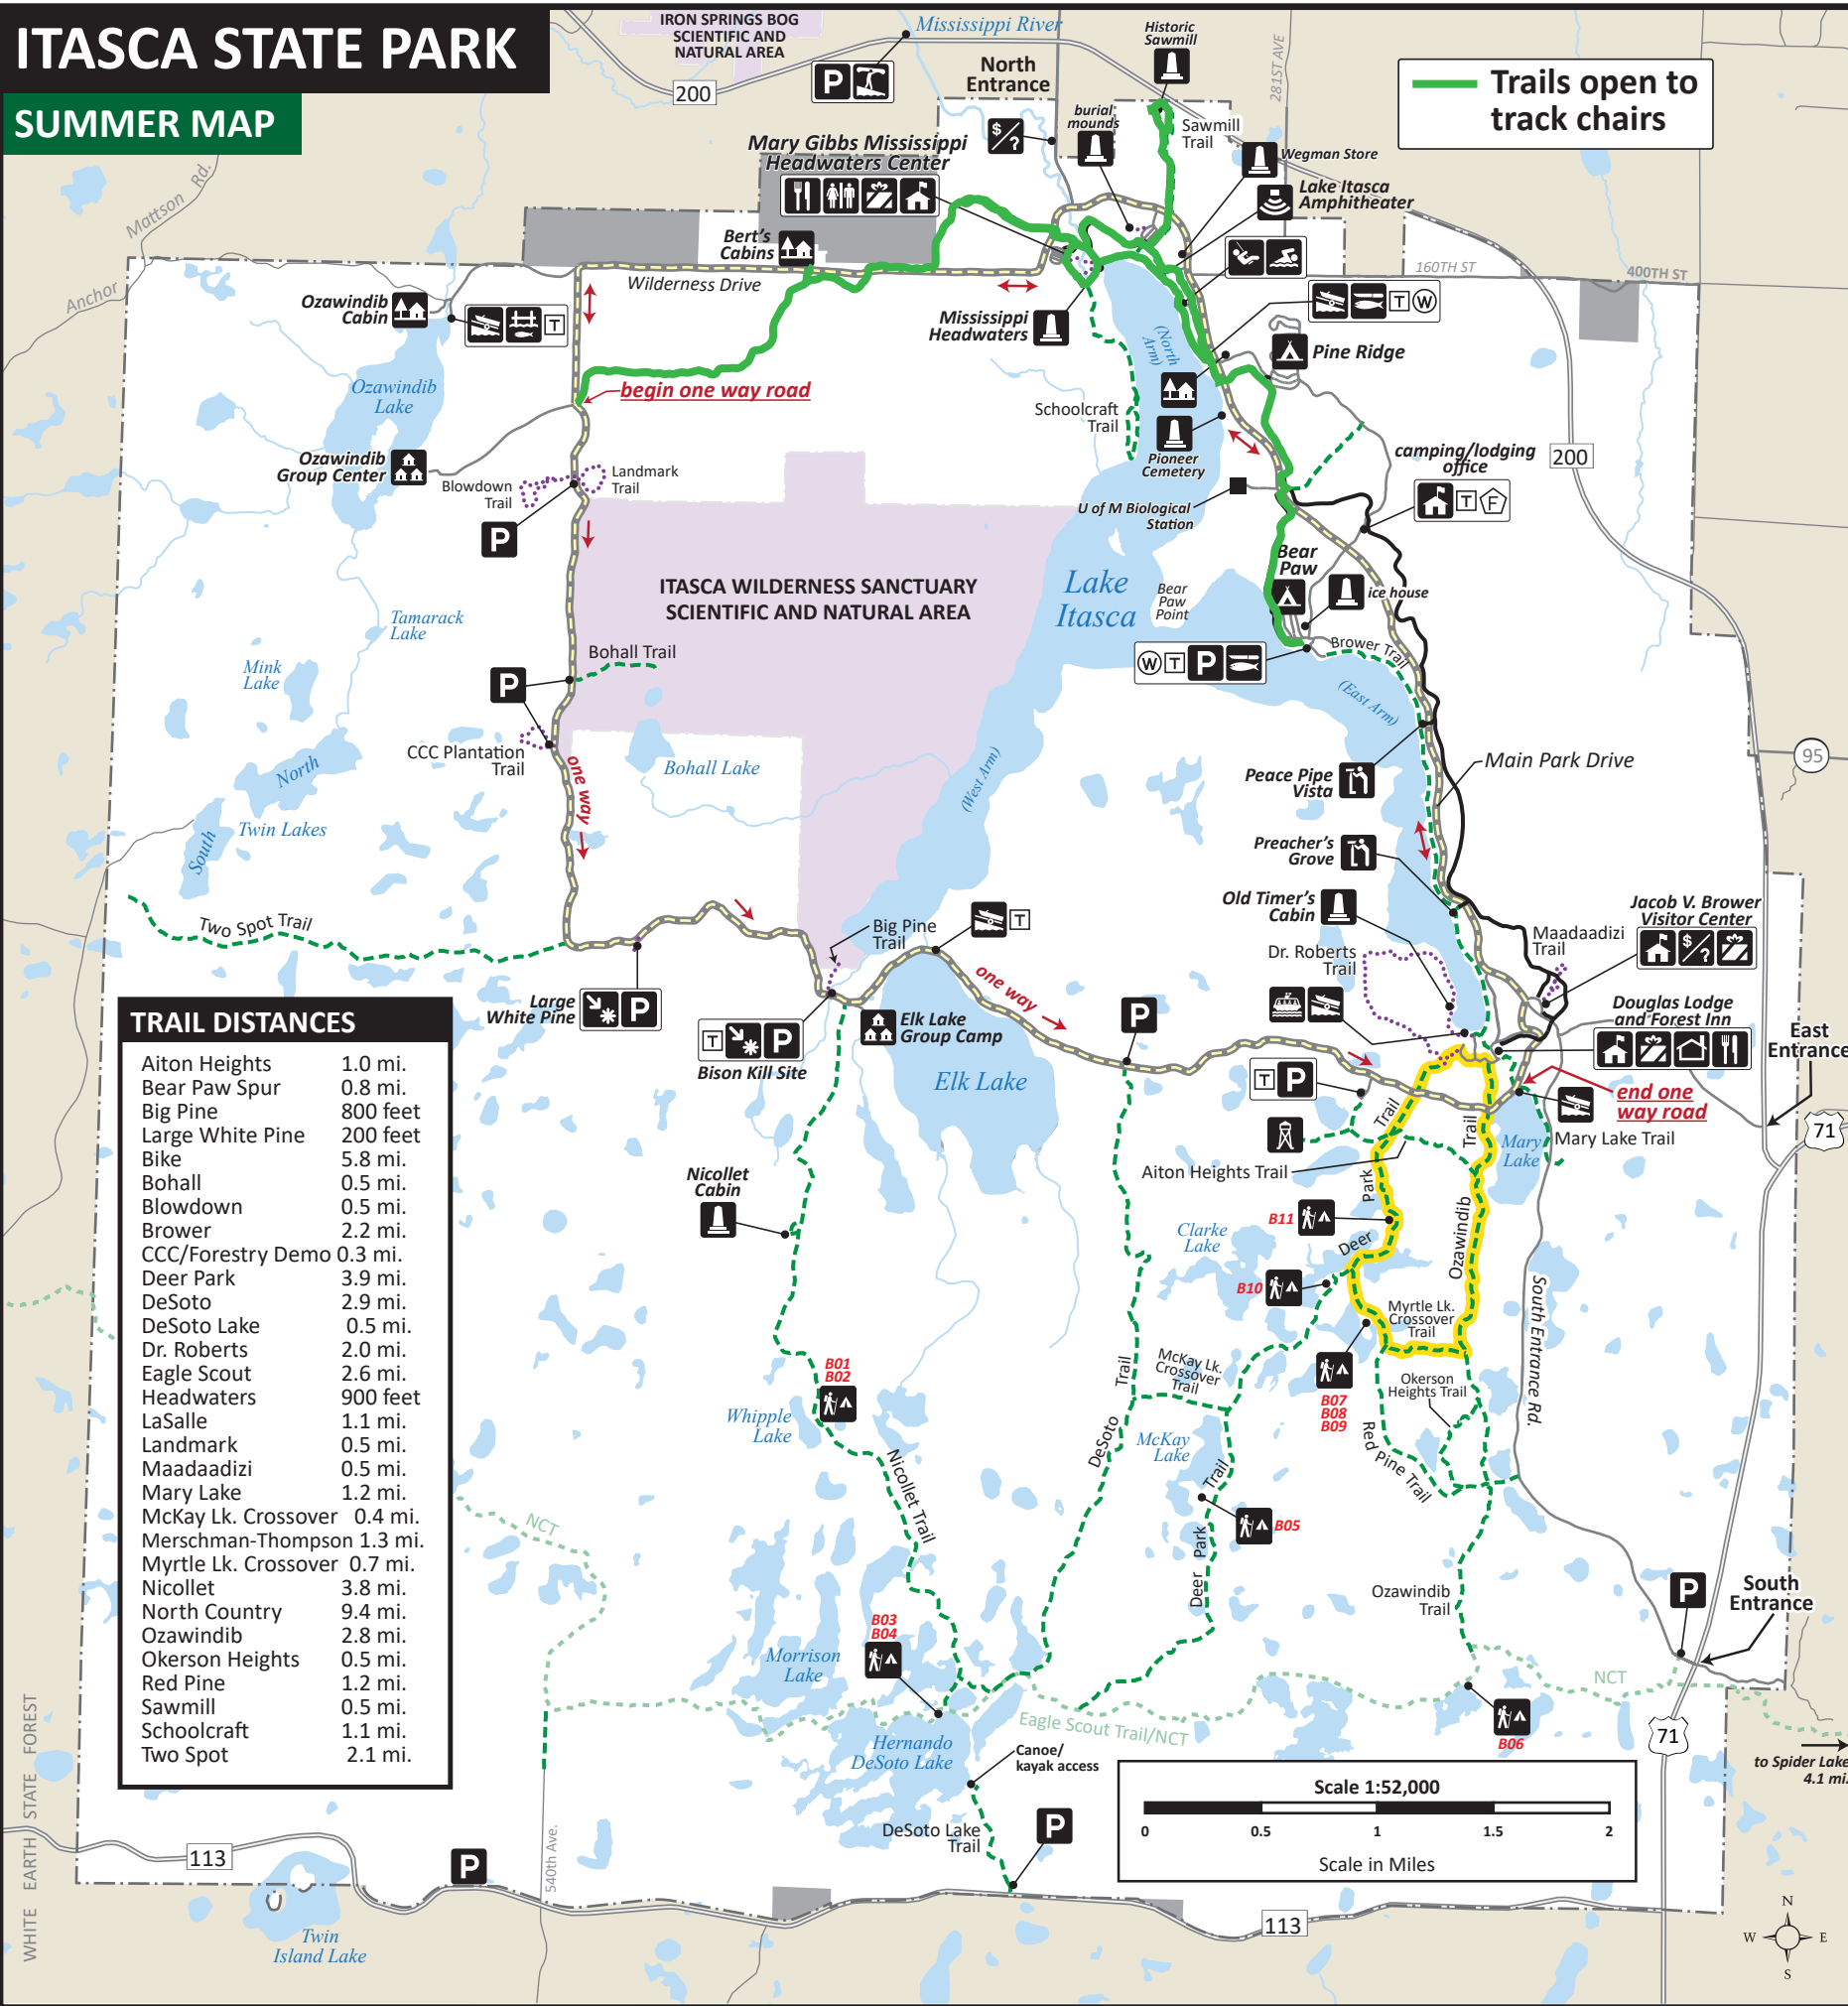 ITASCA STATE PARK
SUMMER MAP
IRON SPRINGS BOG
SCIENTIFIC AND
NATURAL AREA
Mississippi River
200
P
North
Entrance
$/?
Historic
Sawmill
281ST AVE
Trails open to
track chairs
burial
mounds
Sawmill
Trail
Wegman Store
Lake Itasca
Amphitheater
Mary Gibbs Mississippi
Headwaters Center
Mattson Rd.
Anchor
Bert's
Cabins
Wilderness Drive
160TH ST
400TH ST
Ozawindib
Cabin
T
Mississippi
Headwaters
(North
Arm)
T W
Pine Ridge
begin one way road
Ozawindib
Lake
Schoolcraft
Trail
Pioneer
Cemetery
camping/lodging
office
T F
200
Ozawindib
Group Center
Blowdown
Trail
Landmark
Trail
P
U of M Biological
Station
ITASCA WILDERNESS SANCTUARY
SCIENTIFIC AND NATURAL AREA
Lake
Itasca
Bear
Paw
Point
Bear
Paw
ice house
Tamarack
Lake
Mink
Lake
Bohall Trail
P
W T P
Brower Trail
(East Arm)
CCC Plantation
Trail
one way
Bohall Lake
(West Arm)
Peace Pipe
Vista
Main Park Drive
95
North
South
Twin Lakes
Preacher's
Grove
Old Timer's
Cabin
Jacob V. Brower
Visitor Center
$/?
Maadaadizi
Trail
Two Spot Trail
Big Pine
Trail
T
Dr. Roberts
Trail
Large
White Pine
P
T P
Bison Kill Site
Elk Lake
Group Camp
one way
Elk Lake
P
Douglas Lodge
and Forest Inn
East
Entrance
T P
end one
way road
71
Trail
Trail
Mary
Lake
Mary Lake Trail
Aiton Heights Trail
Park
Nicollet
Cabin
B11
Clarke
Lake
Deer
Ozawindib
B10
Myrtle Lk.
Crossover
Trail
South Entrance Rd.
B01
B02
Whipple
Lake
McKay Lk.
Crossover
Trail
Trail
DeSoto
B07
B08
B09
Okerson
Heights Trail
McKay
Lake
Trail
Red Pine Trail
Nicollet Trail
B05
Park
Deer
NCT
Ozawindib
Trail
P
South
Entrance
B03
B04
Morrison
Lake
NCT
Eagle Scout Trail/NCT
B06
71
to Spider Lake
4.1 mi.
Hernando
DeSoto Lake
Canoe/
kayak access
DeSoto Lake
Trail
P
TRAIL DISTANCES
Aiton Heights 1.0 mi.
Bear Paw Spur 0.8 mi.
Big Pine 800 feet
Large White Pine 200 feet
Bike 5.8 mi.
Bohall 0.5 mi.
Blowdown 0.5 mi.
Brower 2.2 mi.
CCC/Forestry Demo 0.3 mi.
Deer Park 3.9 mi.
DeSoto 2.9 mi.
DeSoto Lake 0.5 mi.
Dr. Roberts 2.0 mi.
Eagle Scout 2.6 mi.
Headwaters 900 feet
LaSalle 1.1 mi.
Landmark 0.5 mi.
Maadaadizi 0.5 mi.
Mary Lake 1.2 mi.
McKay Lk. Crossover 0.4 mi.
Merschman-Thompson 1.3 mi.
Myrtle Lk. Crossover 0.7 mi.
Nicollet 3.8 mi.
North Country 9.4 mi.
Ozawindib 2.8 mi.
Okerson Heights 0.5 mi.
Red Pine 1.2 mi.
Sawmill 0.5 mi.
Schoolcraft 1.1 mi.
Two Spot 2.1 mi.
WHITE EARTH STATE FOREST
113
P
540th Ave.
Twin
Island Lake
113
Scale 1:52,000
0 0.5 1 1.5 2
Scale in Miles
N
W E
S